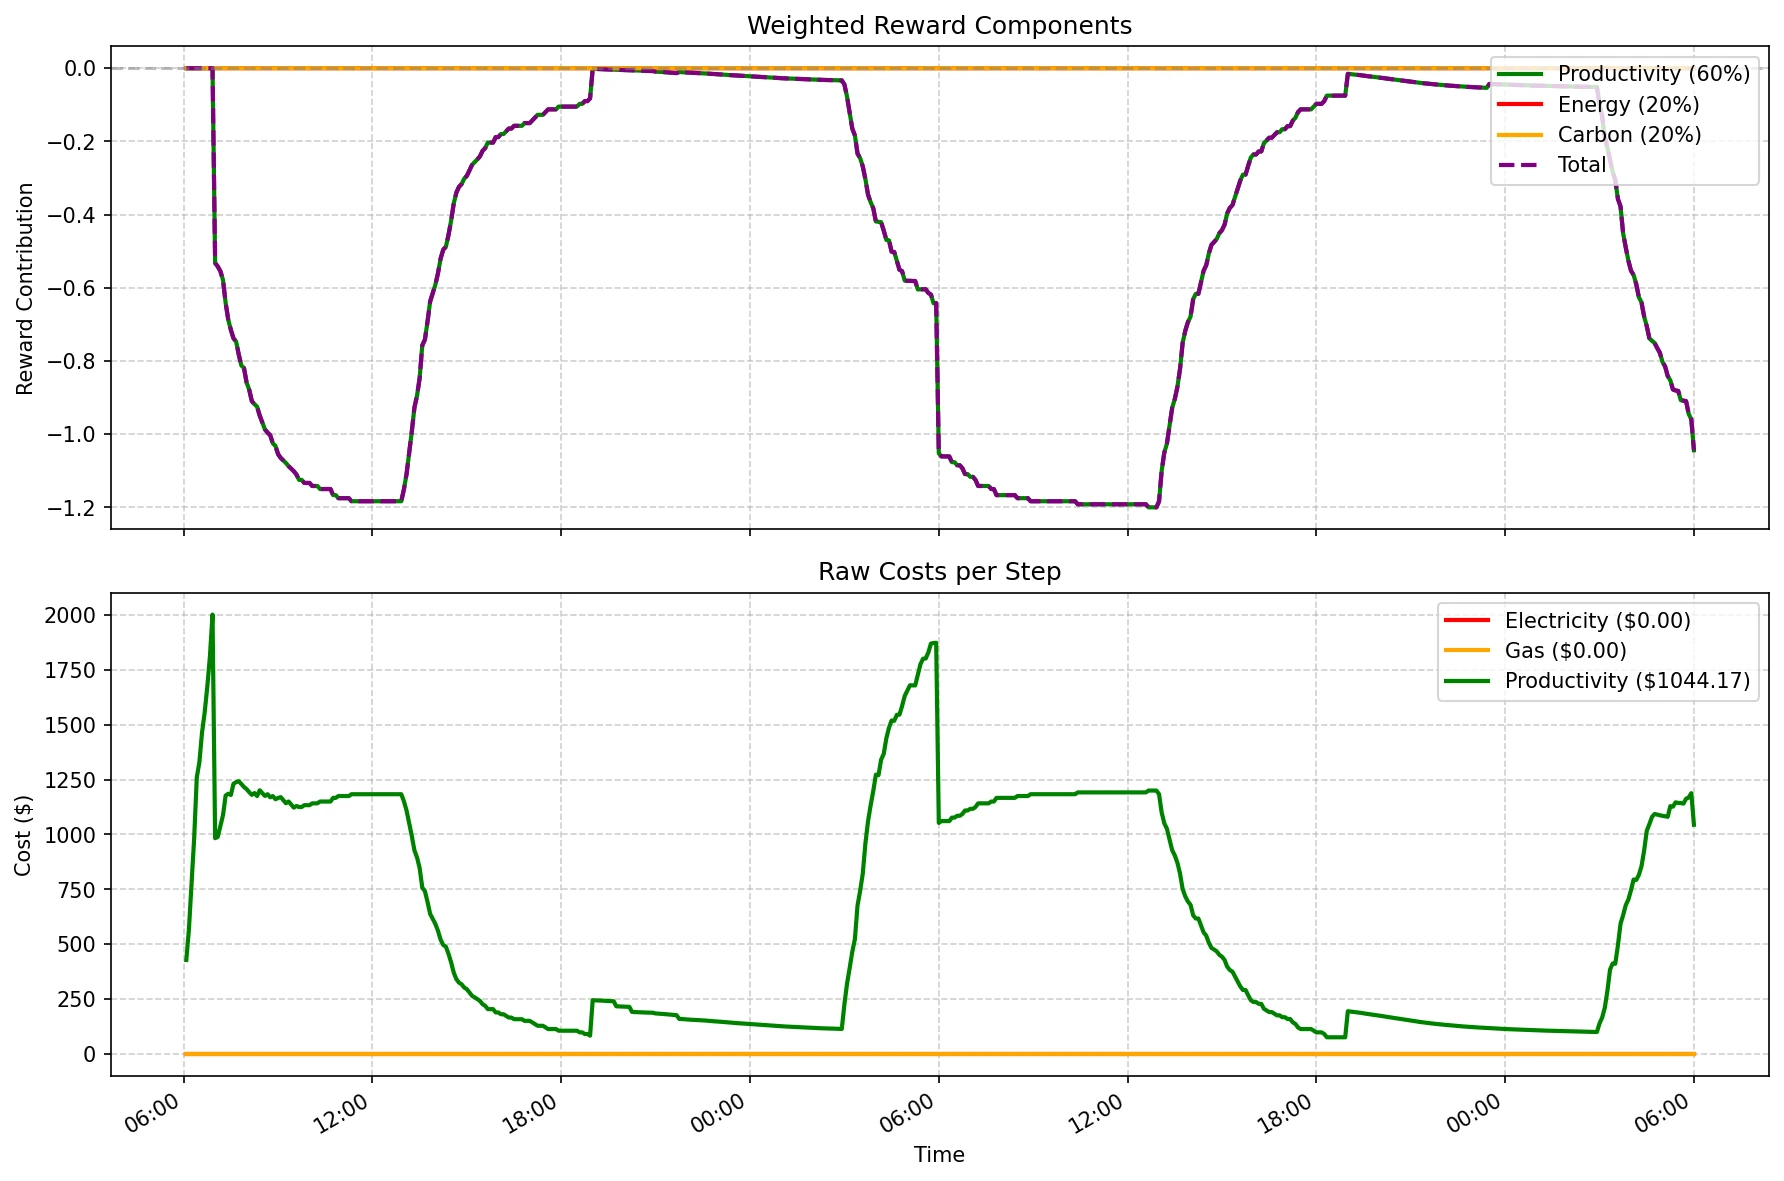 Weighted Reward Components
Reward Contribution
0.0
−0.2
−0.4
−0.6
−0.8
−1.0
−1.2
Productivity (60%)
Energy (20%)
Carbon (20%)
Total
Raw Costs per Step
Cost ($)
2000
1750
1500
1250
1000
750
500
250
0
Electricity ($0.00)
Gas ($0.00)
Productivity ($1044.17)
06:00
12:00
18:00
00:00
06:00
12:00
18:00
00:00
06:00
Time